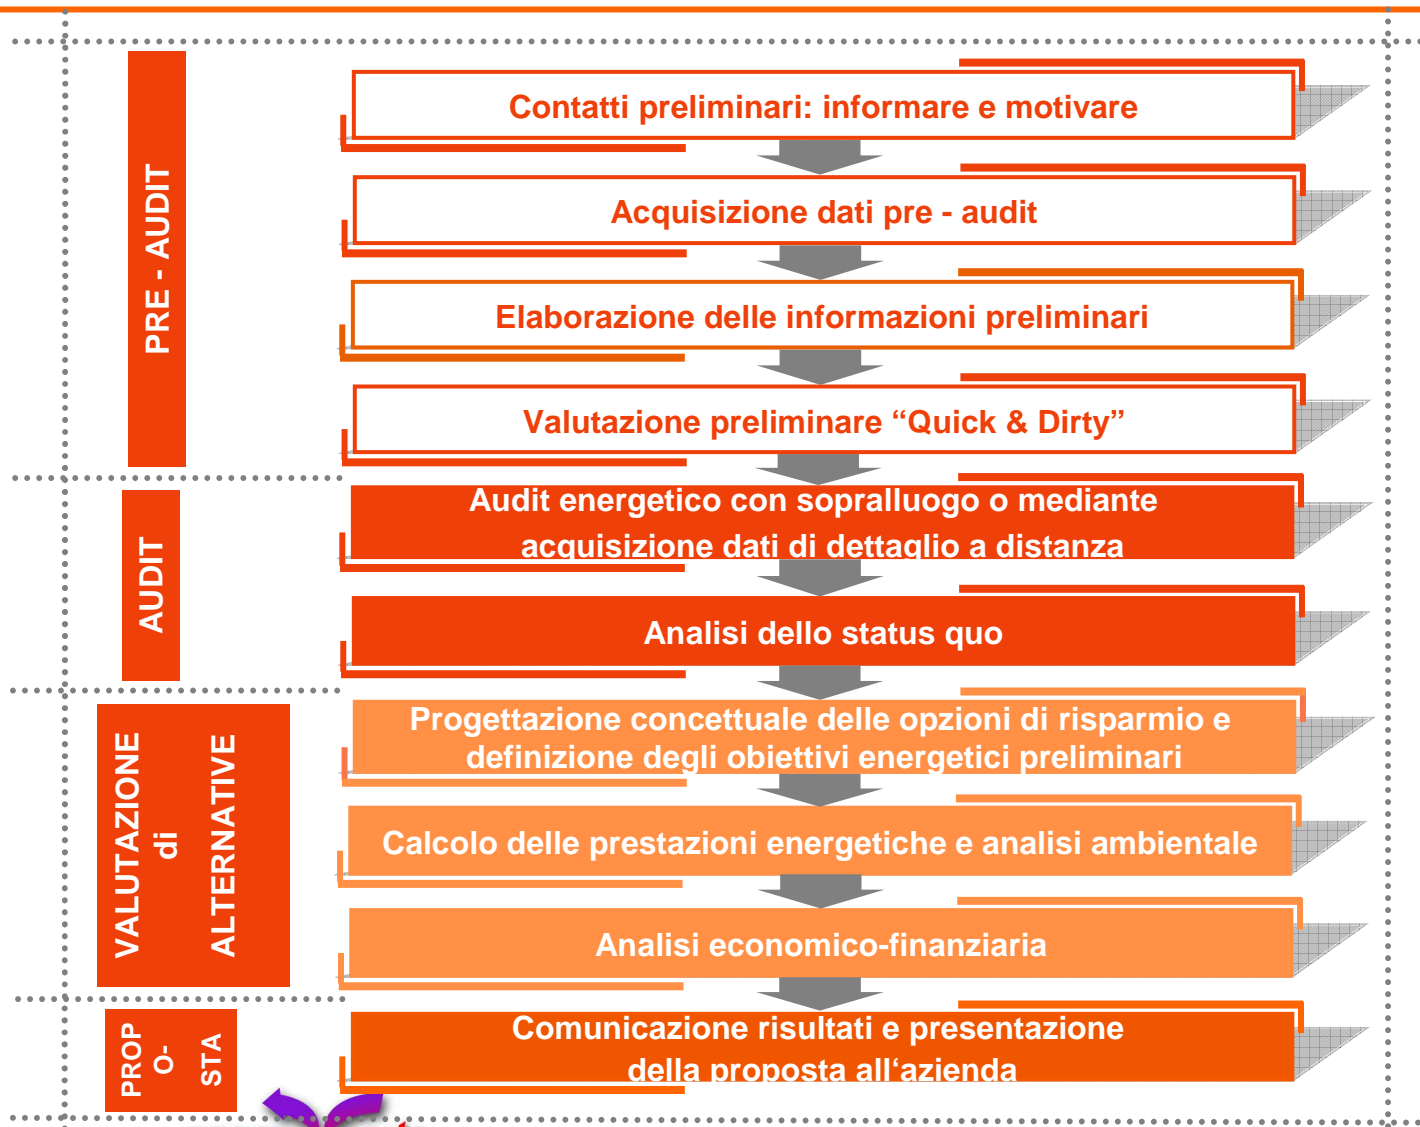 PRE - AUDIT
Contatti preliminari: informare e motivare
Acquisizione dati pre - audit
Elaborazione delle informazioni preliminari
Valutazione preliminare “Quick & Dirty”
AUDIT
Audit energetico con sopralluogo o mediante
acquisizione dati di dettaglio a distanza
Analisi dello status quo
VALUTAZIONE
di
ALTERNATIVE
Progettazione concettuale delle opzioni di risparmio e
definizione degli obiettivi energetici preliminari
Calcolo delle prestazioni energetiche e analisi ambientale
Analisi economico-finanziaria
PROP
O-
STA
Comunicazione risultati e presentazione
della proposta all‘azienda